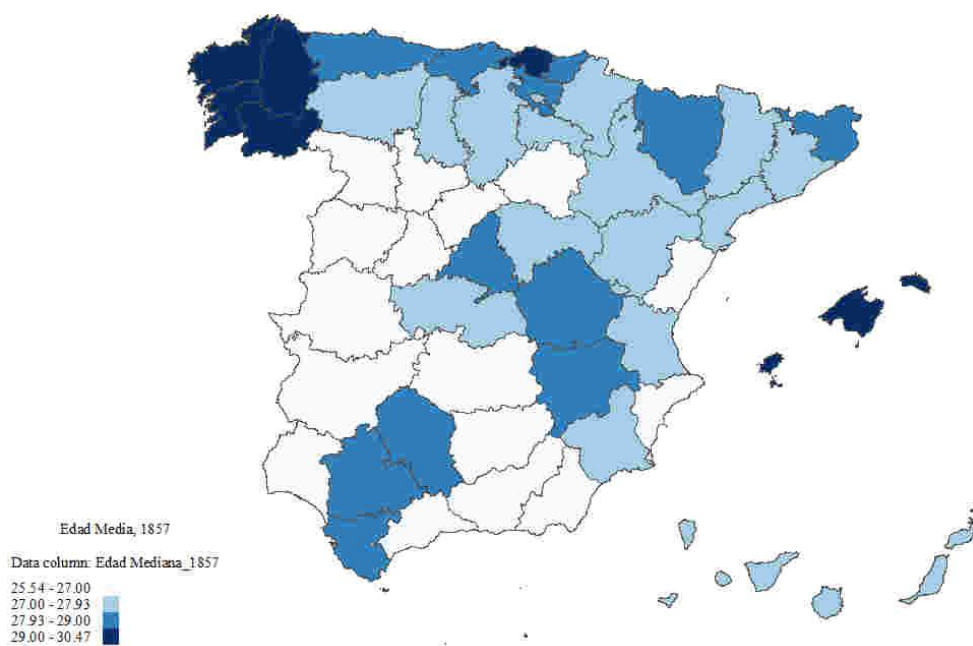 Edad Media, 1857
Data column: Edad Mediana_1857
25.54 - 27.00
27.00 - 27.93
27.93 - 29.00
29.00 - 30.47